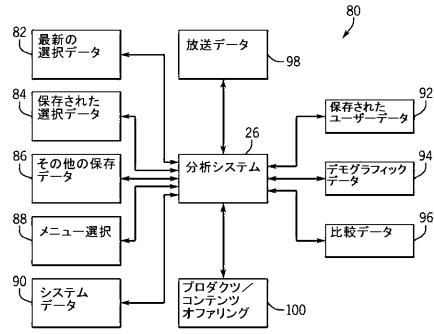 80
82
最新の
選択データ
放送データ
98
84
保存された
選択データ
92
保存された
ユーザーデータ
26
86
その他の保存
データ
分析システム
94
デモグラフィック
データ
88
メニュー選択
96
比較データ
90
システム
データ
プロダクツ／
コンテンツ
オファリング
100